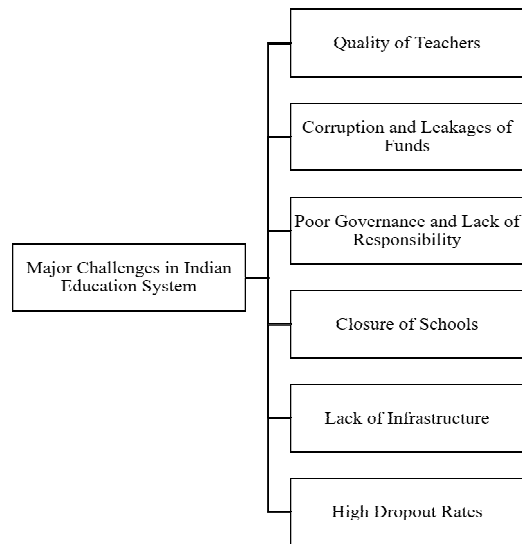 Quality of Teachers
Corruption and Leakages of
Funds
Poor Governance and Lack of
Responsibility
Major Challenges in Indian
Education System
Closure of Schools
Lack of Infrastructure
High Dropout Rates